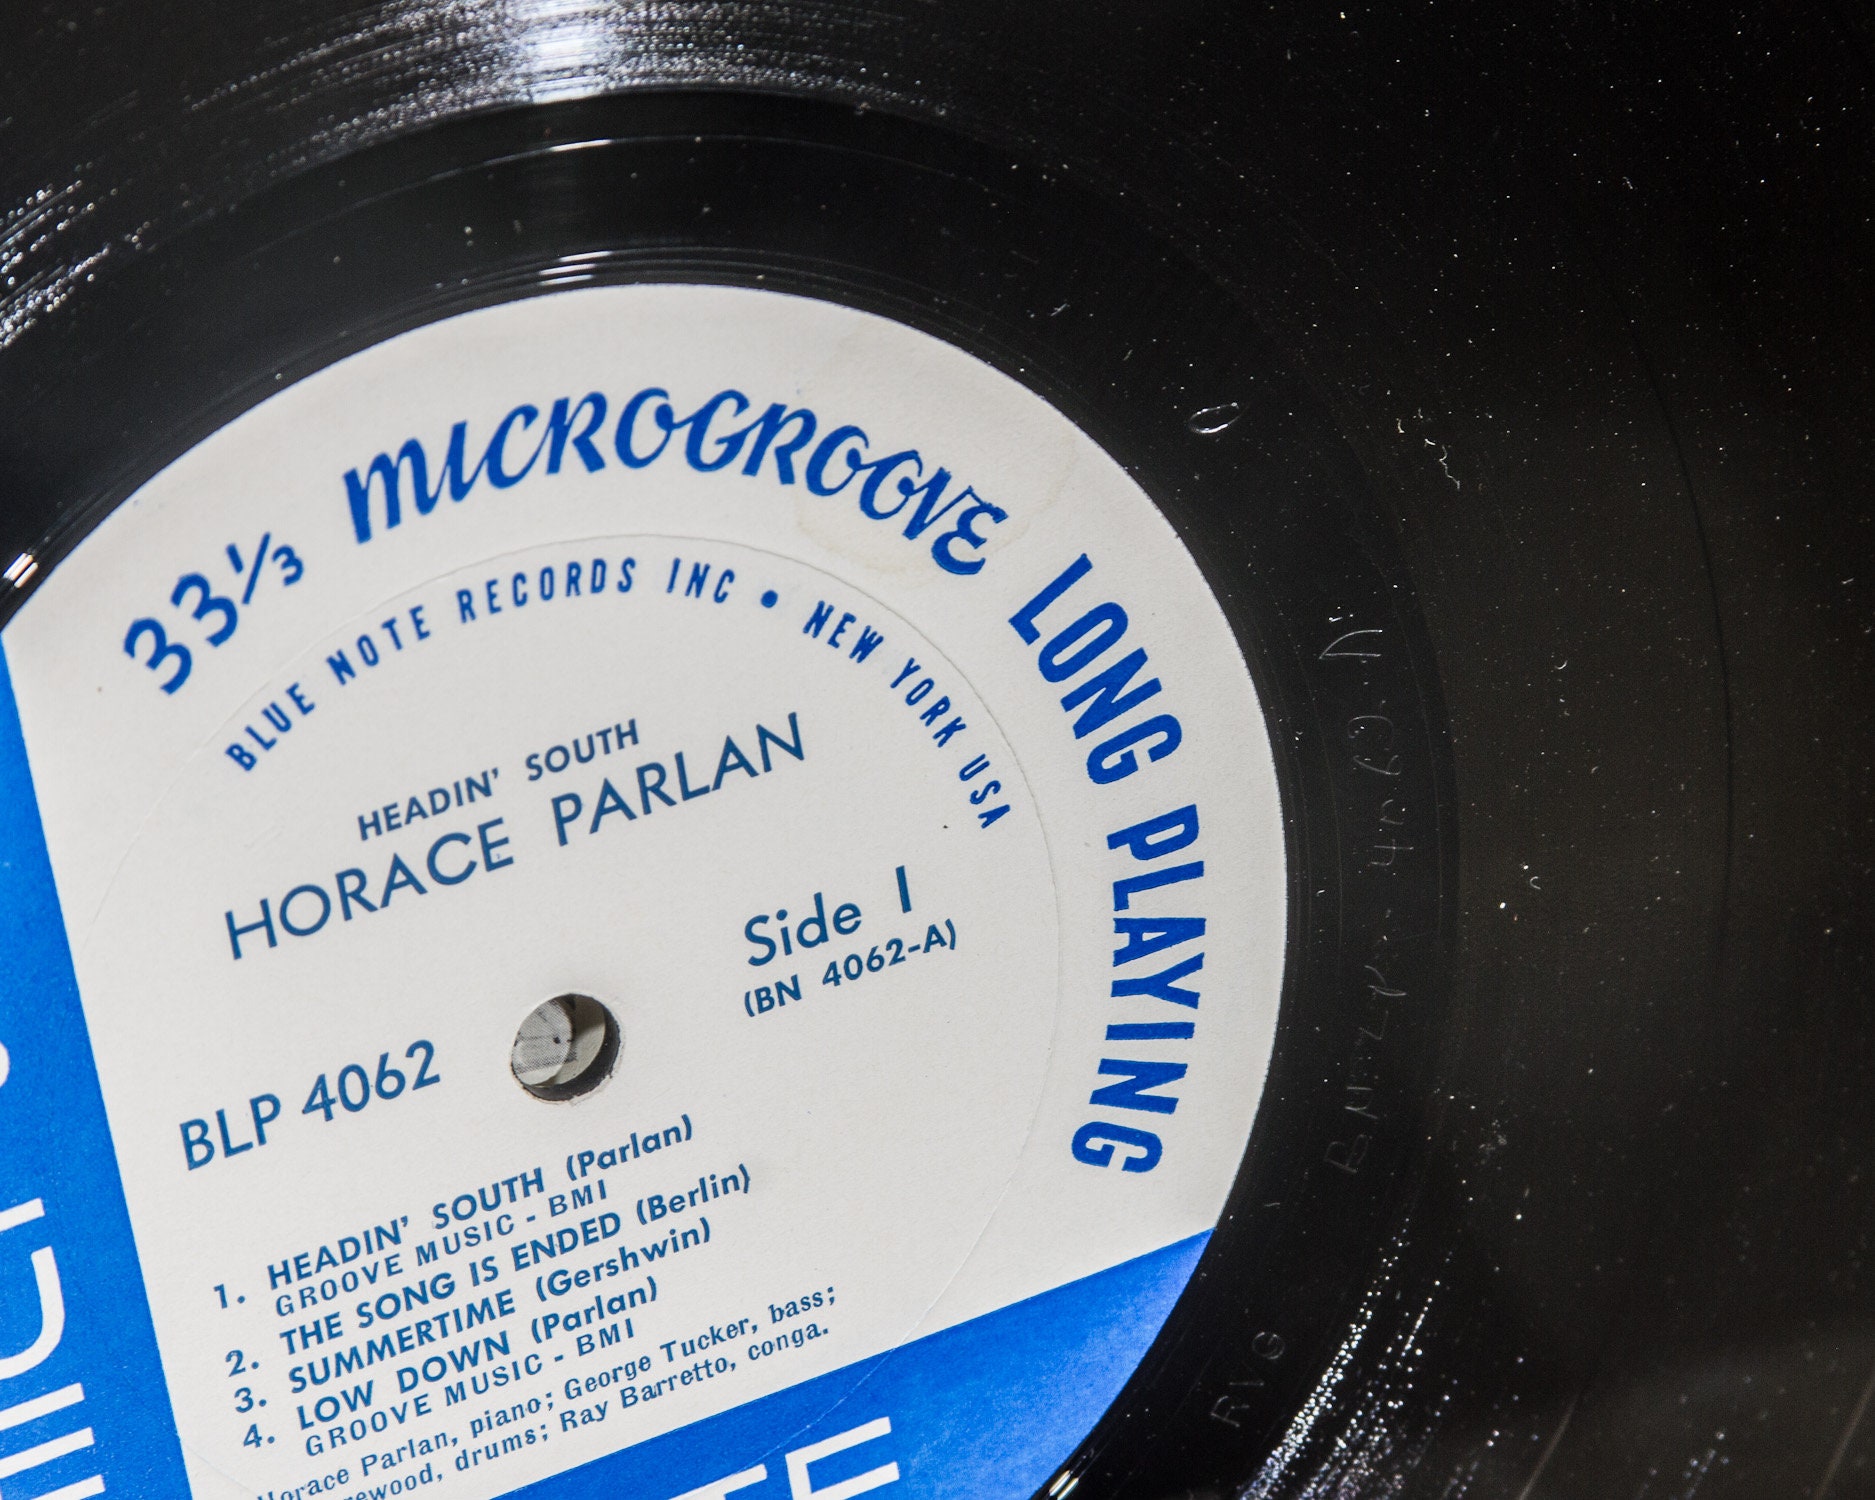 33⅓ MICROGROOVE LONG PLAYING
BLUE NOTE RECORDS INC • NEW YORK USA
HEADIN' SOUTH
HORACE PARLAN
Side 1
(BN 4062-A)
BLP 4062
1. HEADIN' SOUTH (Parlan)
GROOVE MUSIC - BMI
2. THE SONG IS ENDED (Berlin)
3. SUMMERTIME (Gershwin)
4. LOW DOWN (Parlan)
GROOVE MUSIC - BMI
Horace Parlan, piano; George Tucker, bass;
drums; Ray Barretto, conga.
RVG